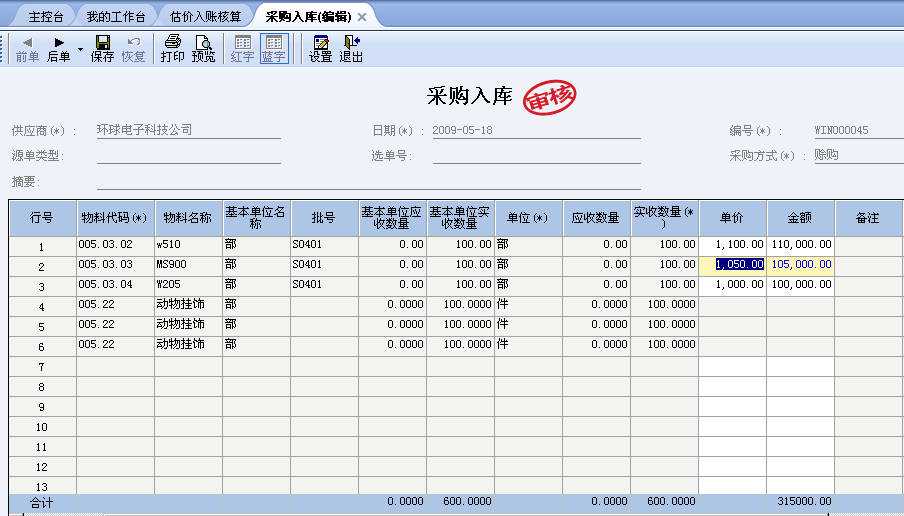 主控台 我的工作台 估价入账核算 采购入库(编辑)
前单 后单 保存 恢复 打印 预览 红字 蓝字 设置 退出
采购入库 审核
供应商(*) : 环球电子科技公司 日期(*) : 2009-05-18 编号(*) : WIN000045
源单类型: 选单号: 采购方式(*) : 赊购
摘要:
行号 物料代码(*) 物料名称 基本单位名称 批号 基本单位应收数量 基本单位实收数量 单位(*) 应收数量 实收数量(*) 单价 金额 备注
1 005.03.02 w510 部 S0401 0.00 100.00 部 0.00 100.00 1,100.00 110,000.00
2 005.03.03 MS900 部 S0401 0.00 100.00 部 0.00 100.00 1,050.00 105,000.00
3 005.03.04 W205 部 S0401 0.00 100.00 部 0.00 100.00 1,000.00 100,000.00
4 005.22 动物挂饰 部 0.0000 100.0000 件 0.0000 100.0000
5 005.22 动物挂饰 部 0.0000 100.0000 件 0.0000 100.0000
6 005.22 动物挂饰 部 0.0000 100.0000 件 0.0000 100.0000
7
8
9
10
11
12
13
合计 0.0000 600.0000 0.0000 600.0000 315000.00